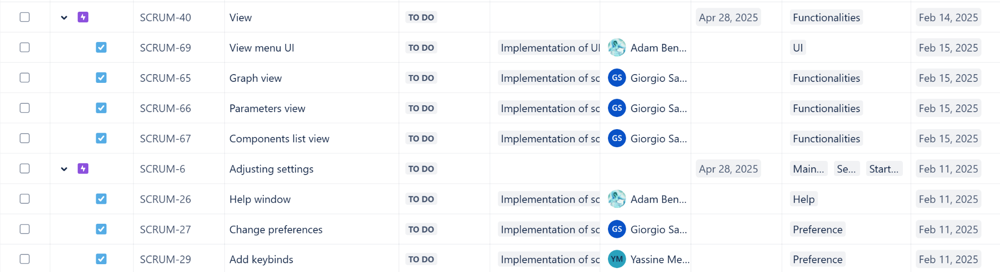 SCRUM-40 View TO DO Apr 28, 2025 Functionalities Feb 14, 2025
SCRUM-69 View menu UI TO DO Implementation of UI Adam Ben... UI Feb 15, 2025
SCRUM-65 Graph view TO DO Implementation of sc GS Giorgio Sa... Functionalities Feb 15, 2025
SCRUM-66 Parameters view TO DO Implementation of sc GS Giorgio Sa... Functionalities Feb 15, 2025
SCRUM-67 Components list view TO DO Implementation of sc GS Giorgio Sa... Functionalities Feb 15, 2025
SCRUM-6 Adjusting settings TO DO Apr 28, 2025 Main... Se... Start... Feb 11, 2025
SCRUM-26 Help window TO DO Implementation of sc Adam Ben... Help Feb 11, 2025
SCRUM-27 Change preferences TO DO Implementation of sc GS Giorgio Sa... Preference Feb 11, 2025
SCRUM-29 Add keybinds TO DO Implementation of sc YM Yassine Me... Preference Feb 11, 2025